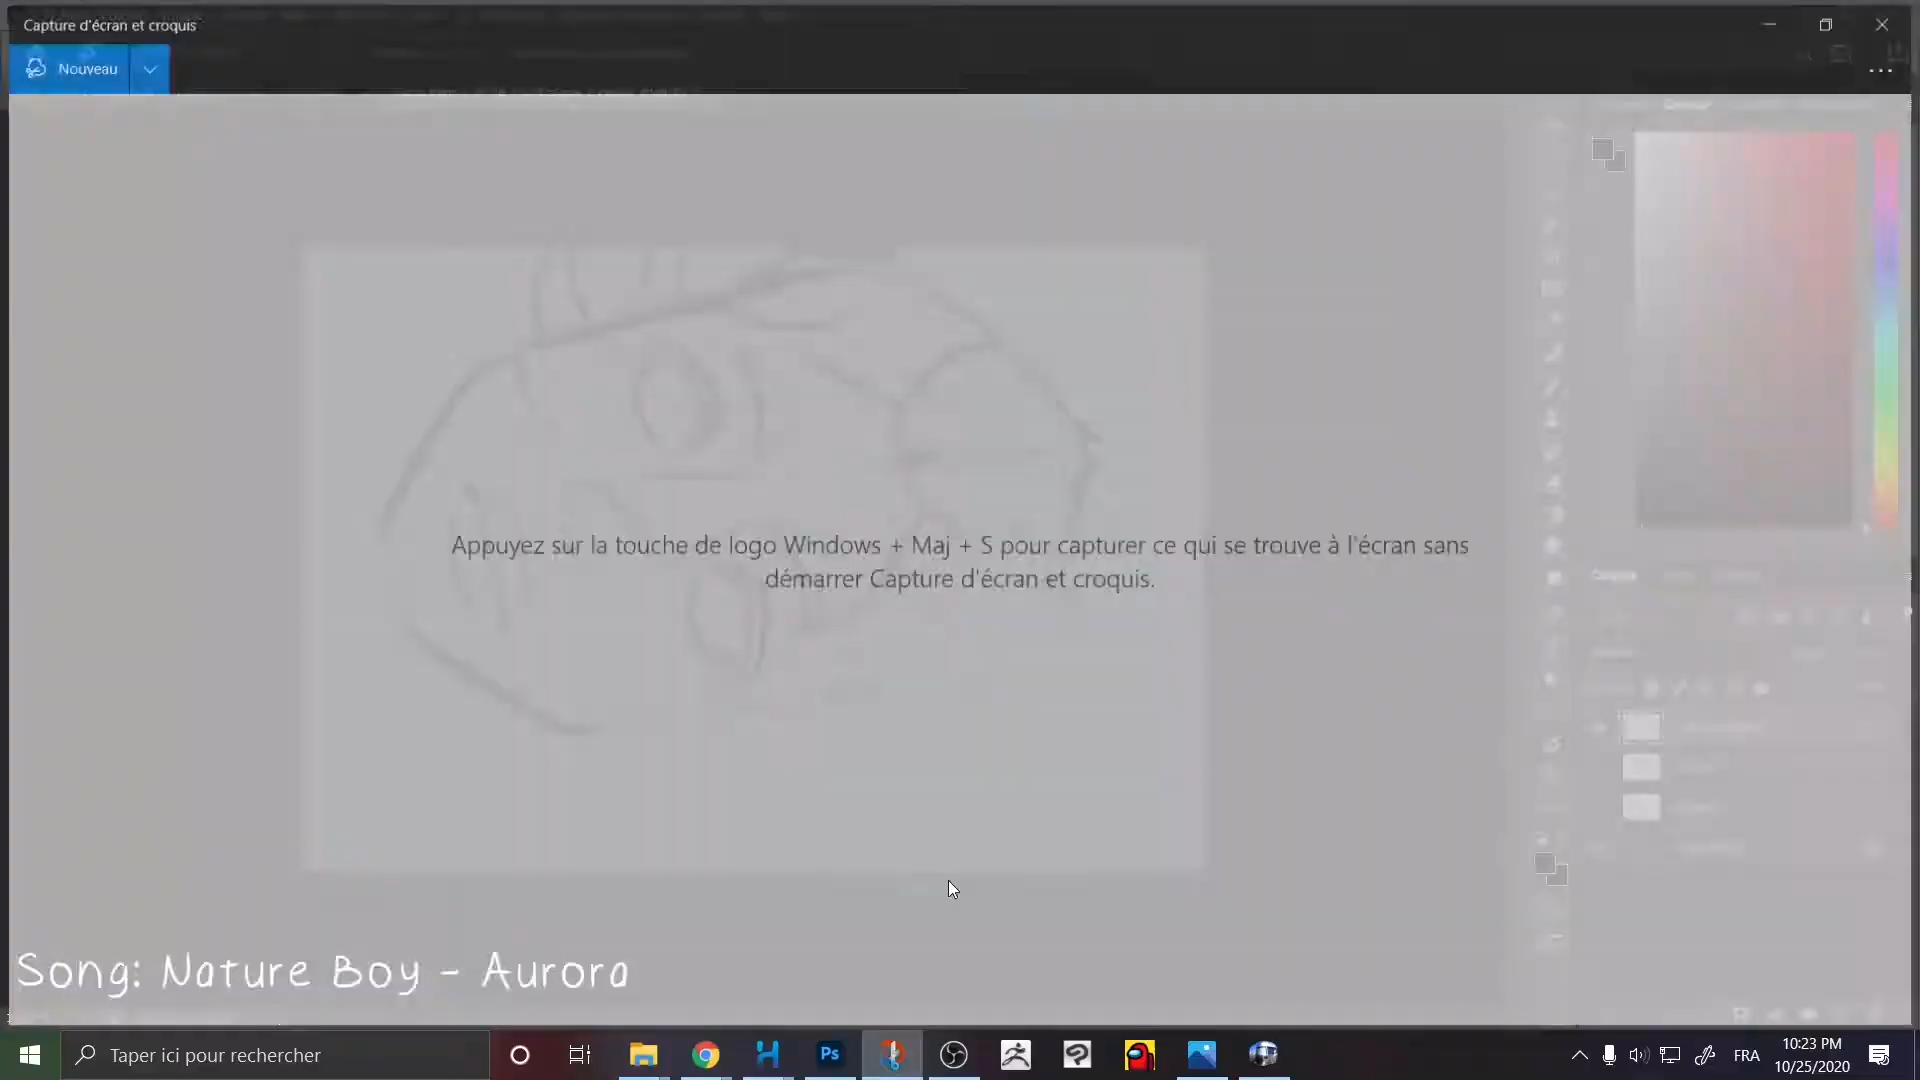 Capture d'écran et croquis
Nouveau
Appuyez sur la touche de logo Windows + Maj + S pour capturer ce qui se trouve à l'écran sans
démarrer Capture d'écran et croquis.
Song: Nature Boy - Aurora
Taper ici pour rechercher
Ps
FRA
10:23 PM
10/25/2020